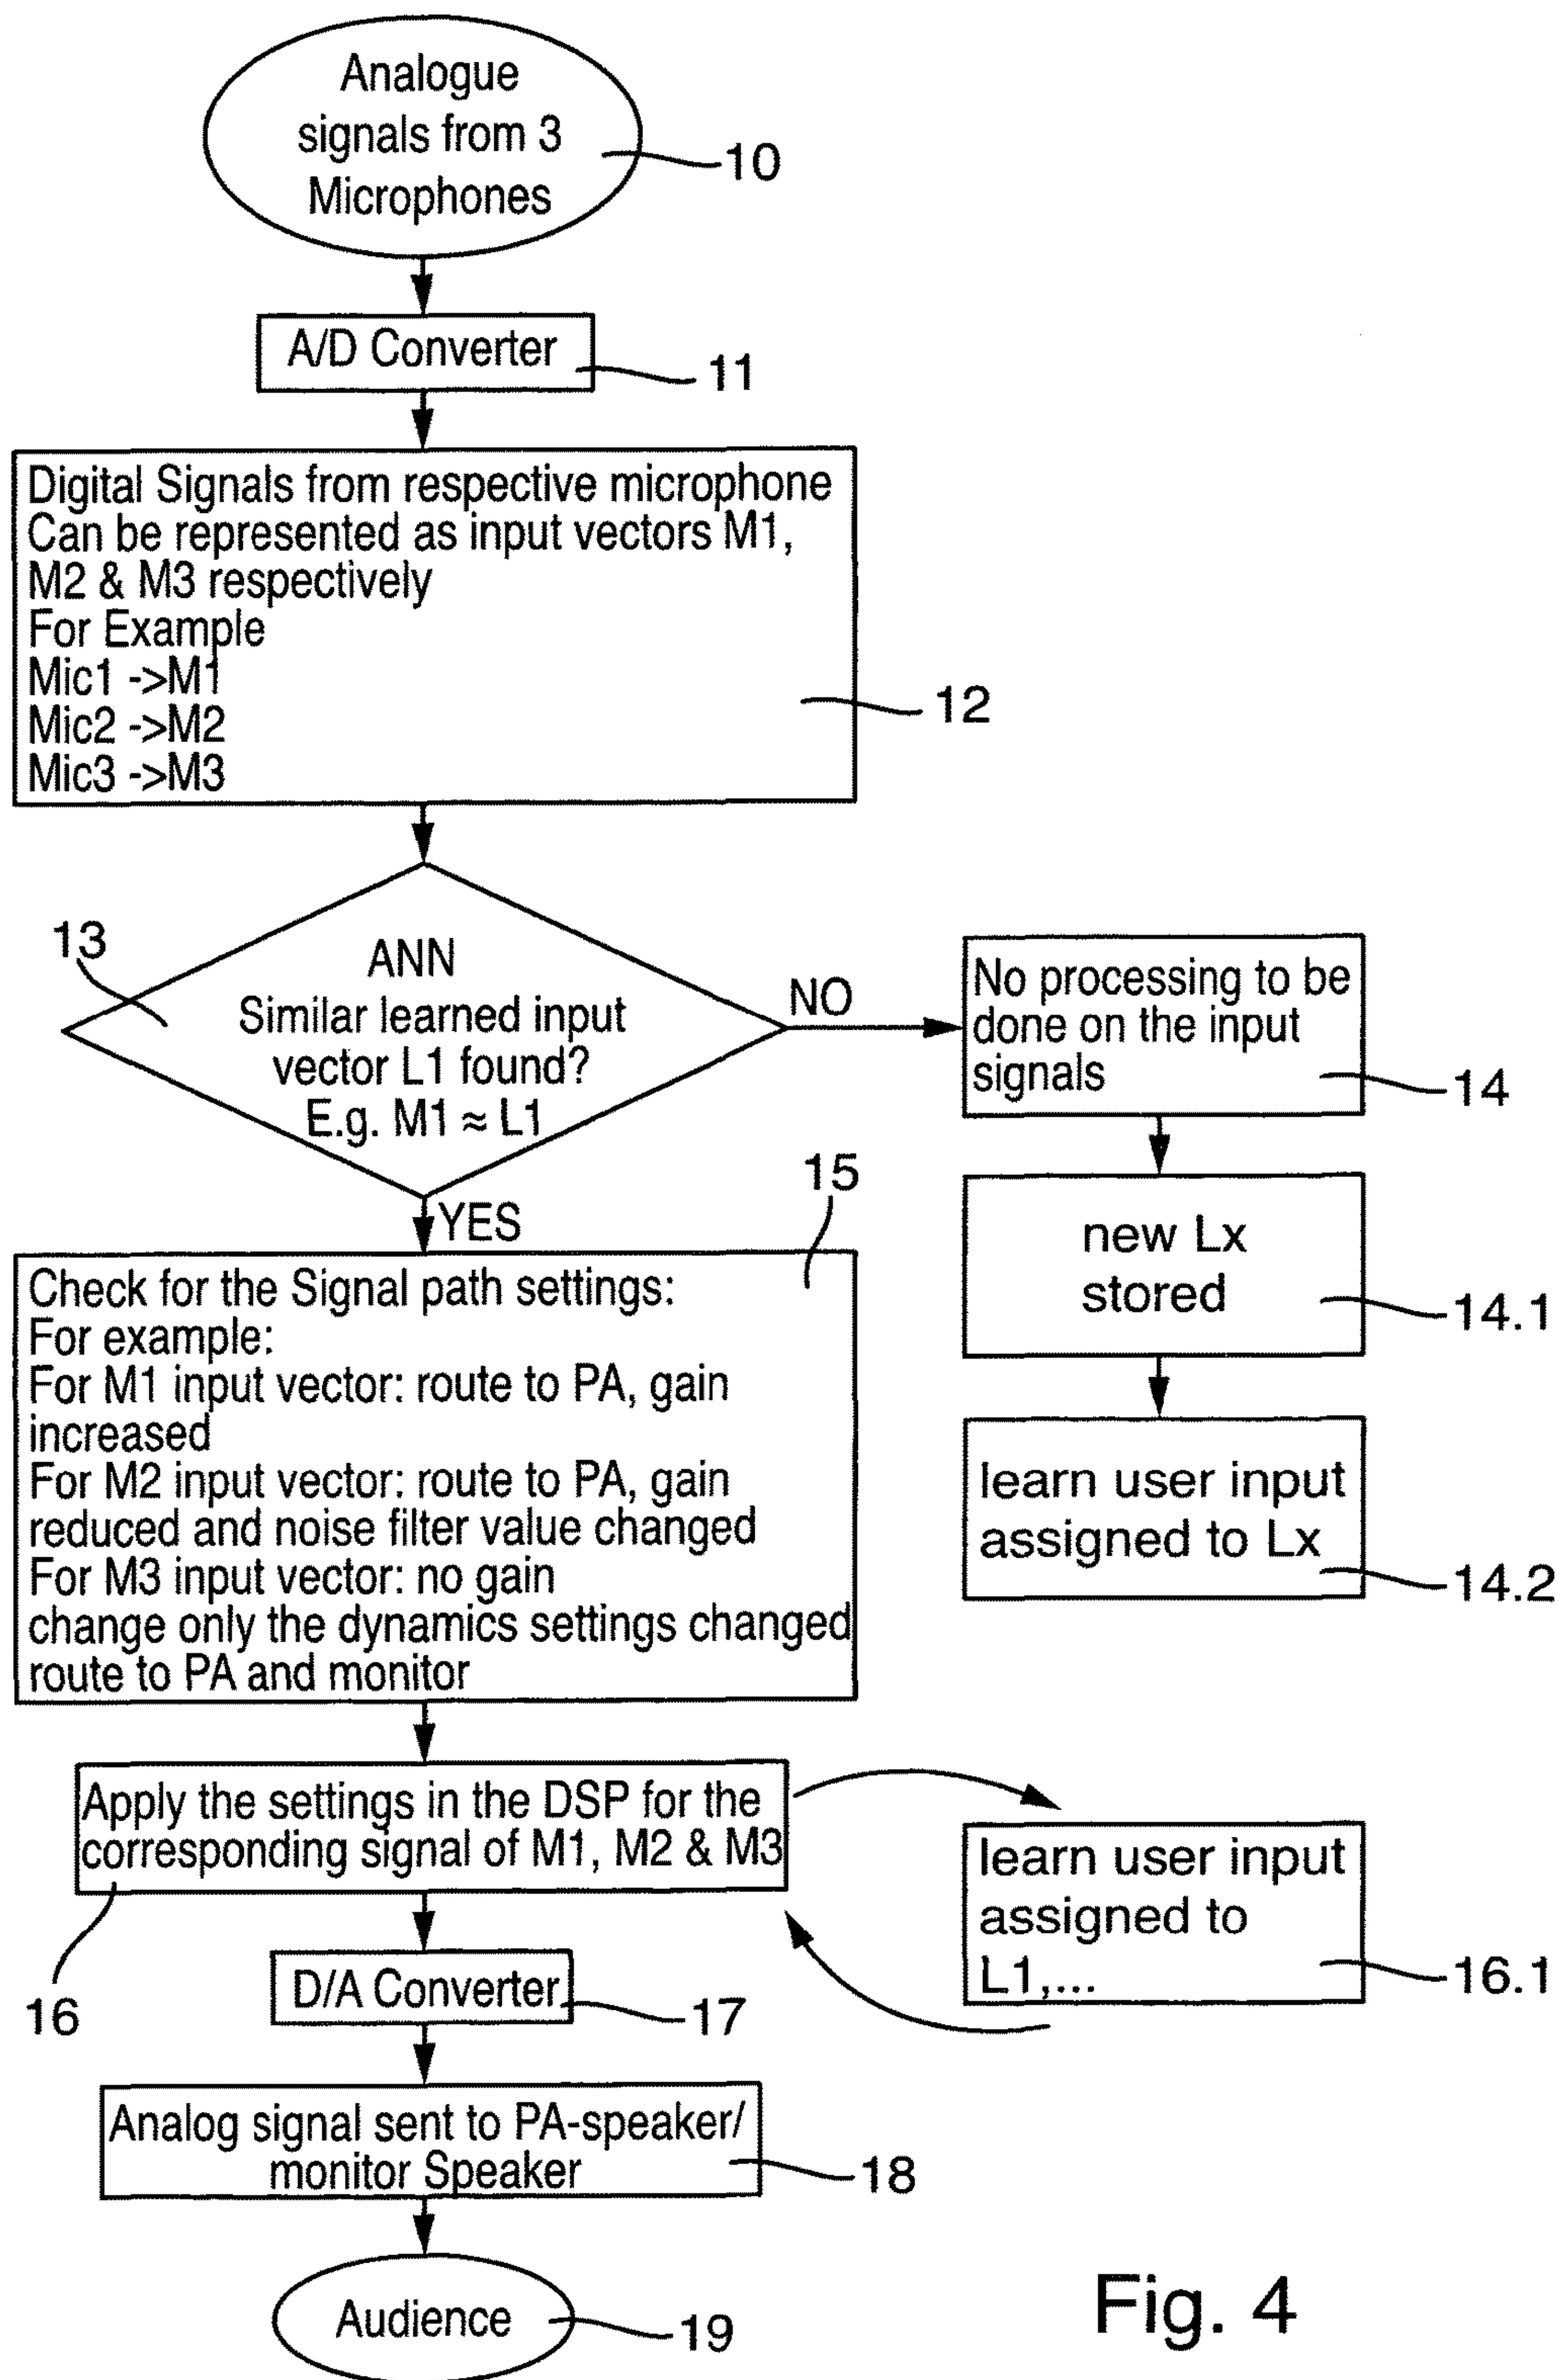 Analogue
signals from 3
Microphones
10
A/D Converter
11
Digital Signals from respective microphone
Can be represented as input vectors M1,
M2 & M3 respectively
For Example
Mic1 ->M1
Mic2 ->M2
Mic3 ->M3
12
13
ANN
Similar learned input
vector L1 found?
E.g. M1 ≈ L1
NO
No processing to be
done on the input
signals
14
new Lx
stored
14.1
learn user input
assigned to Lx
14.2
YES
15
Check for the Signal path settings:
For example:
For M1 input vector: route to PA, gain
increased
For M2 input vector: route to PA, gain
reduced and noise filter value changed
For M3 input vector: no gain
change only the dynamics settings changed
route to PA and monitor
Apply the settings in the DSP for the
corresponding signal of M1, M2 & M3
16
learn user input
assigned to
L1,...
16.1
D/A Converter
17
Analog signal sent to PA-speaker/
monitor Speaker
18
Audience
19
Fig. 4